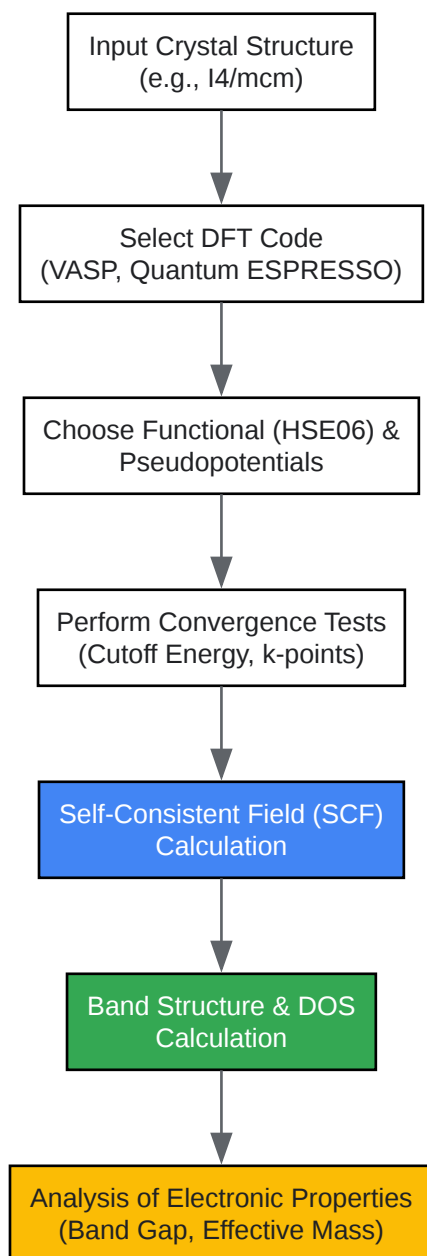 Input Crystal Structure
(e.g., I4/mcm)
Select DFT Code
(VASP, Quantum ESPRESSO)
Choose Functional (HSE06) &
Pseudopotentials
Perform Convergence Tests
(Cutoff Energy, k-points)
Self-Consistent Field (SCF)
Calculation
Band Structure & DOS
Calculation
Analysis of Electronic Properties
(Band Gap, Effective Mass)